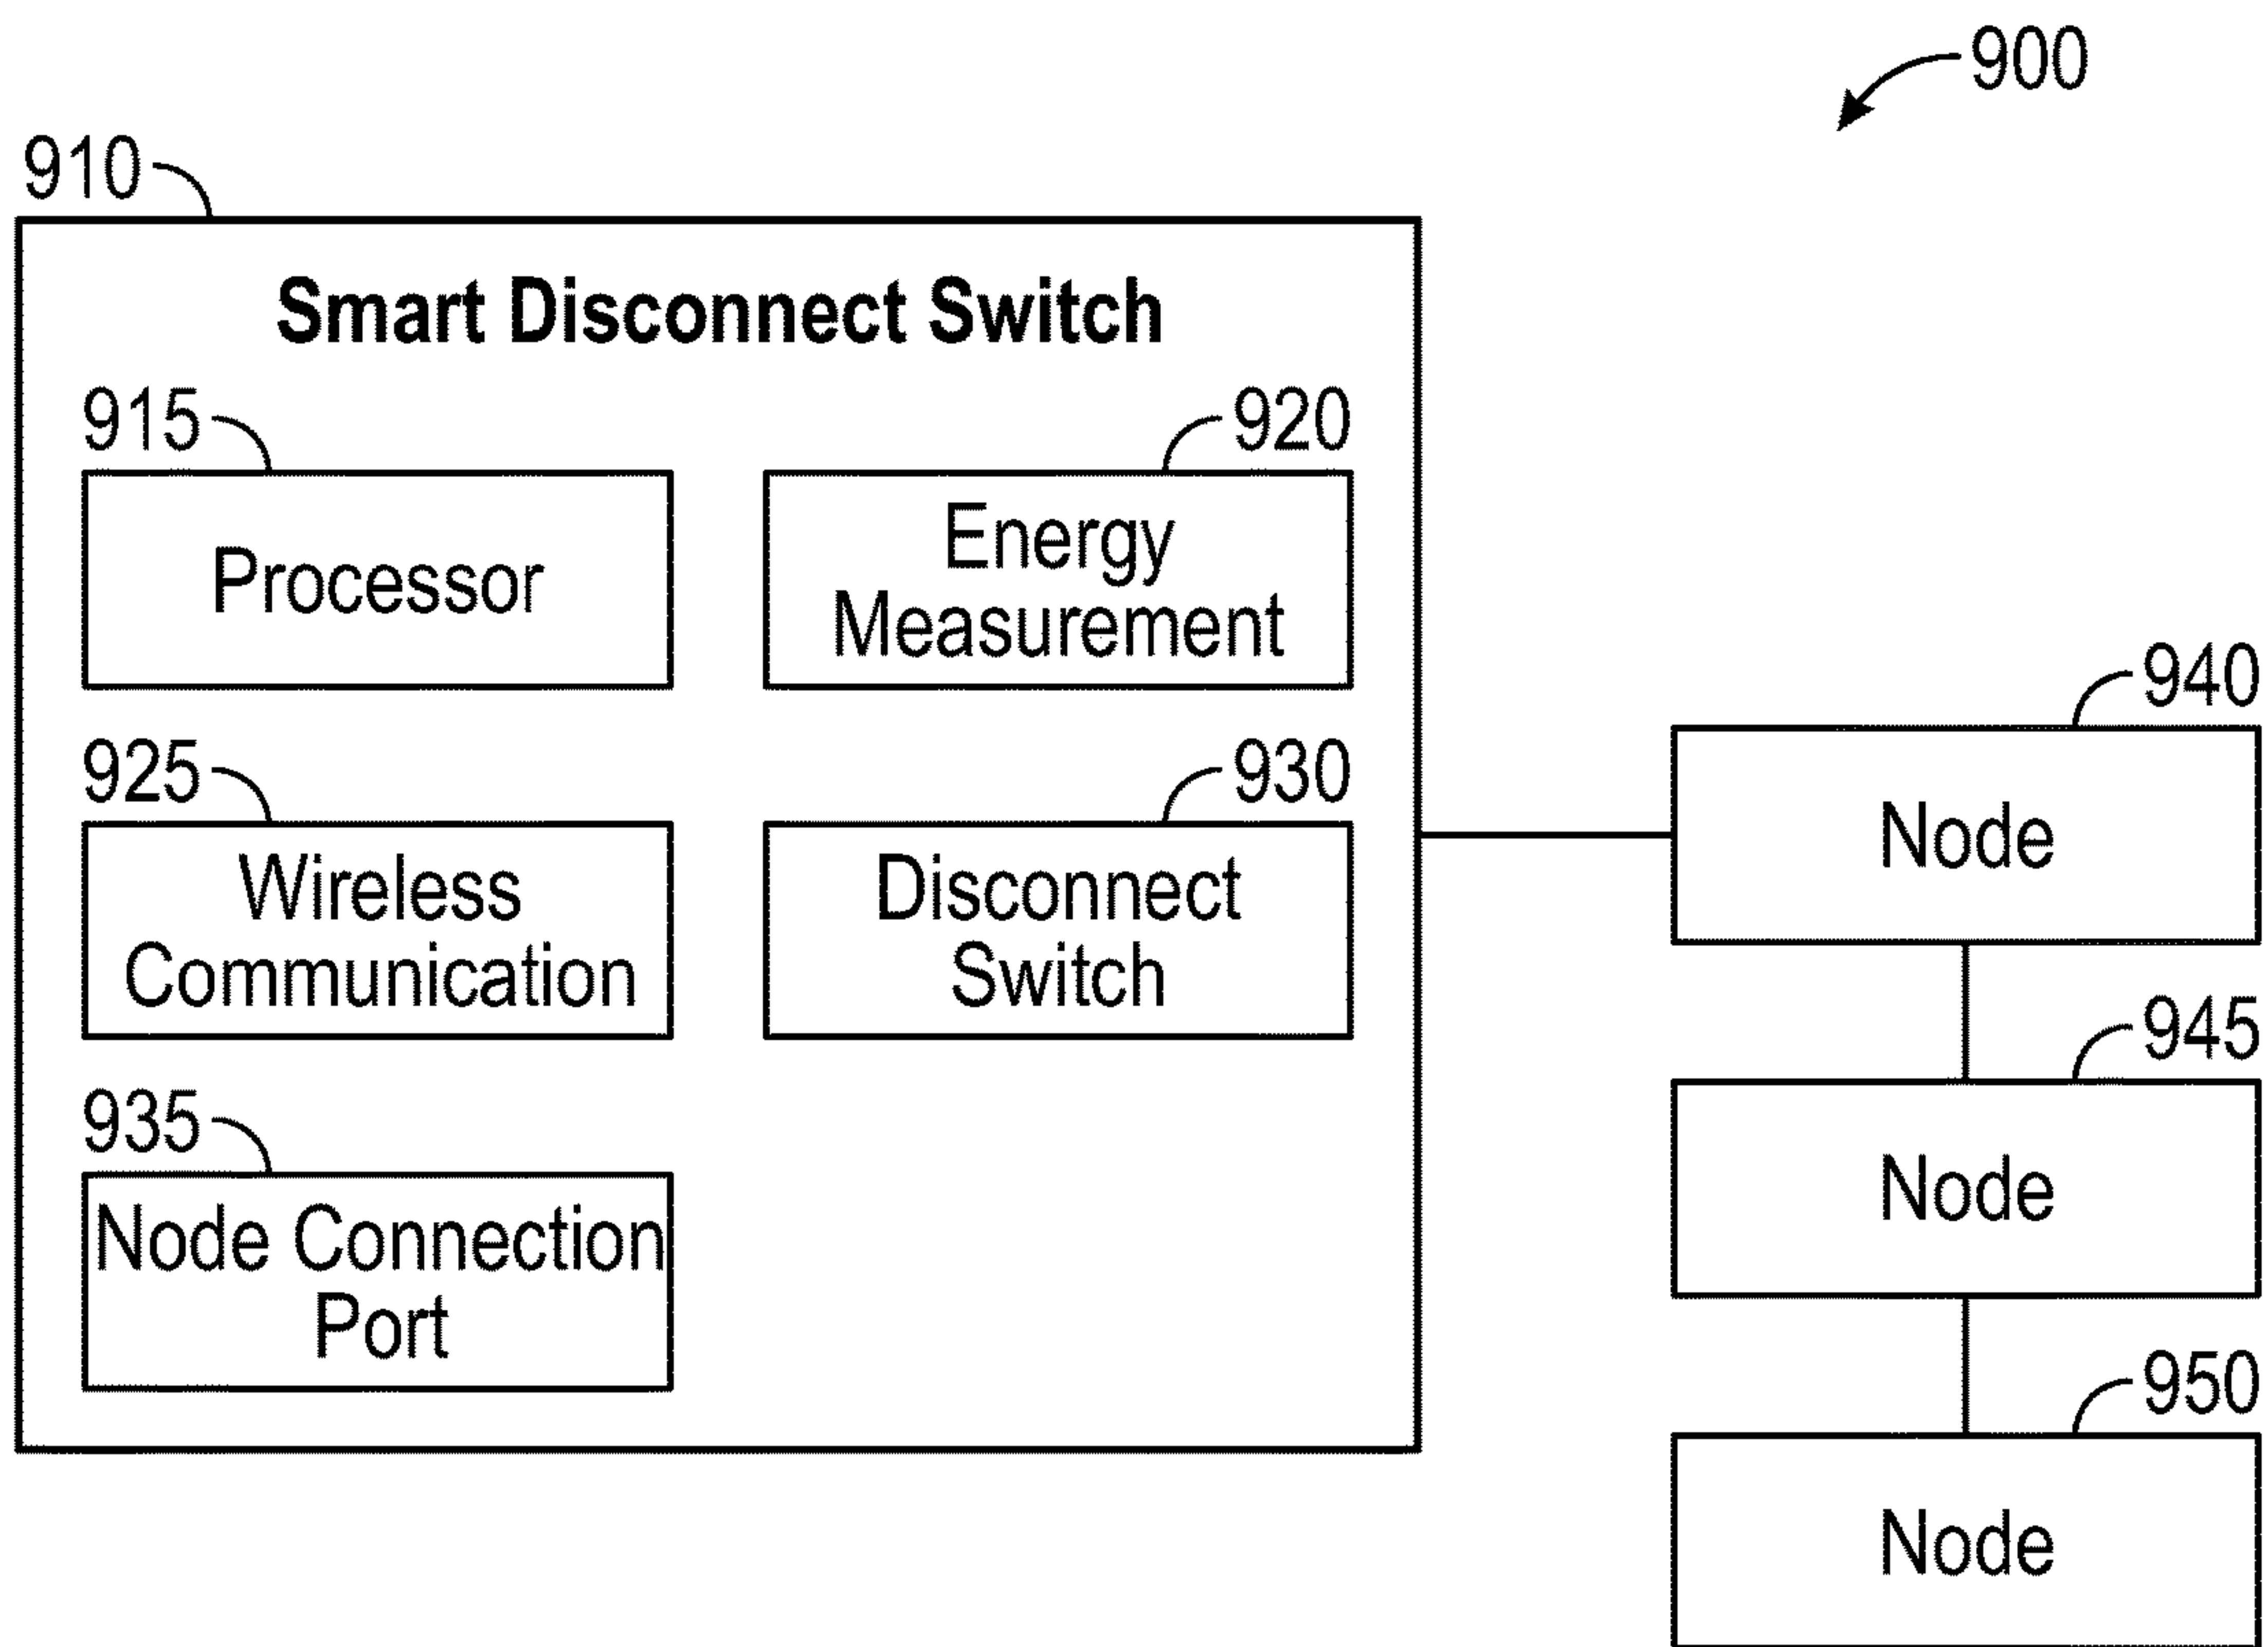 900
910
Smart Disconnect Switch
915
920
Processor
Energy
Measurement
925
930
Wireless
Communication
Disconnect
Switch
935
Node Connection
Port
940
Node
945
Node
950
Node